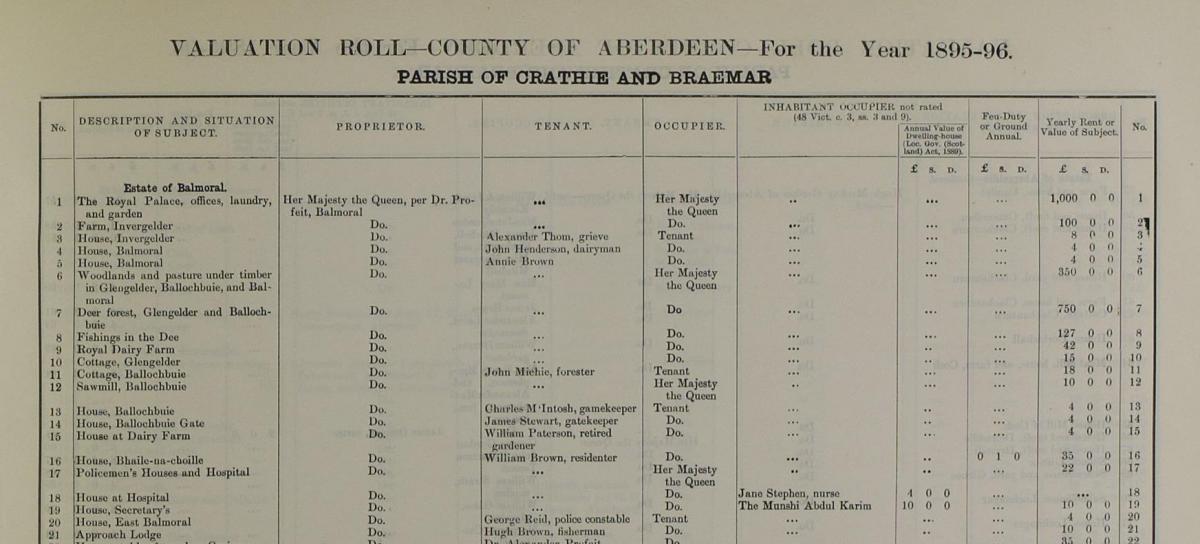 VALUATION ROLL—COUNTY OF ABERDEEN—For the Year 1895-96.
PARISH OF CRATHIE AND BRAEMAR
No. DESCRIPTION AND SITUATION OF SUBJECT. PROPRIETOR. TENANT. OCCUPIER. INHABITANT OCCUPIER not rated (48 Vict. c. 3, ss. 3 and 9). Annual Value of Dwelling-house (Loc. Gov. (Scotland) Act, 1889). Feu-Duty or Ground Annual. Yearly Rent or Value of Subject. No.
£ S. D. £ S. D. £ S. D.
Estate of Balmoral.
1 The Royal Palace, offices, laundry, Her Majesty the Queen, per Dr. Pro- ... Her Majesty .. ... ... 1,000 0 0 1
and garden feit, Balmoral the Queen
2 Farm, Invergelder Do. ... Do. ... ... ... 100 0 0 2
3 House, Invergelder Do. Alexander Thom, grieve Tenant ... ... ... 8 0 0 3
4 House, Balmoral Do. John Henderson, dairyman Do. ... ... ... 4 0 0
5 House, Balmoral Do. Annie Brown Do. ... ... ... 4 0 0 5
6 Woodlands and pasture under timber Do. ... Her Majesty ... ... ... 350 0 0 6
in Glengelder, Ballochbuie, and Bal- the Queen
moral
7 Deer forest, Glengelder and Balloch- Do. ... Do ... ... ... 750 0 0 7
buie
8 Fishings in the Dee Do. ... Do. ... ... ... 127 0 0 8
9 Royal Dairy Farm Do. ... Do. ... ... ... 42 0 0 9
10 Cottage, Glengelder Do. ... Do. ... ... ... 15 0 0 10
11 Cottage, Ballochbuie Do. John Michie, forester Tenant ... ... ... 18 0 0 11
12 Sawmill, Ballochbuie Do. ... Her Majesty .. ... ... 10 0 0 12
the Queen
13 House, Ballochbuie Do. Charles M'Intosh, gamekeeper Tenant ... .. ... 4 0 0 13
14 House, Ballochbuie Gate Do. James Stewart, gatekeeper Do. ... .. ... 4 0 0 14
15 House at Dairy Farm Do. William Paterson, retired Do. ... .. ... 4 0 0 15
gardener
16 House, Bhaile-na-choille Do. William Brown, residenter Do. ... .. 0 1 0 35 0 0 16
17 Policemen's Houses and Hospital Do. ... Her Majesty .. .. ... 22 0 0 17
the Queen
18 House at Hospital Do. ... Do. Jane Stephen, nurse 4 0 0 ... ... 18
19 House, Secretary's Do. ... Do. The Munshi Abdul Karim 10 0 0 ... 10 0 0 19
20 House, East Balmoral Do. George Reid, police constable Tenant ... ... ... 4 0 0 20
21 Approach Lodge Do. Hugh Brown, fisherman Do. ... .. ... 10 0 0 21
Do. Dr. Alexander Profeit Do. 35 0 0 22